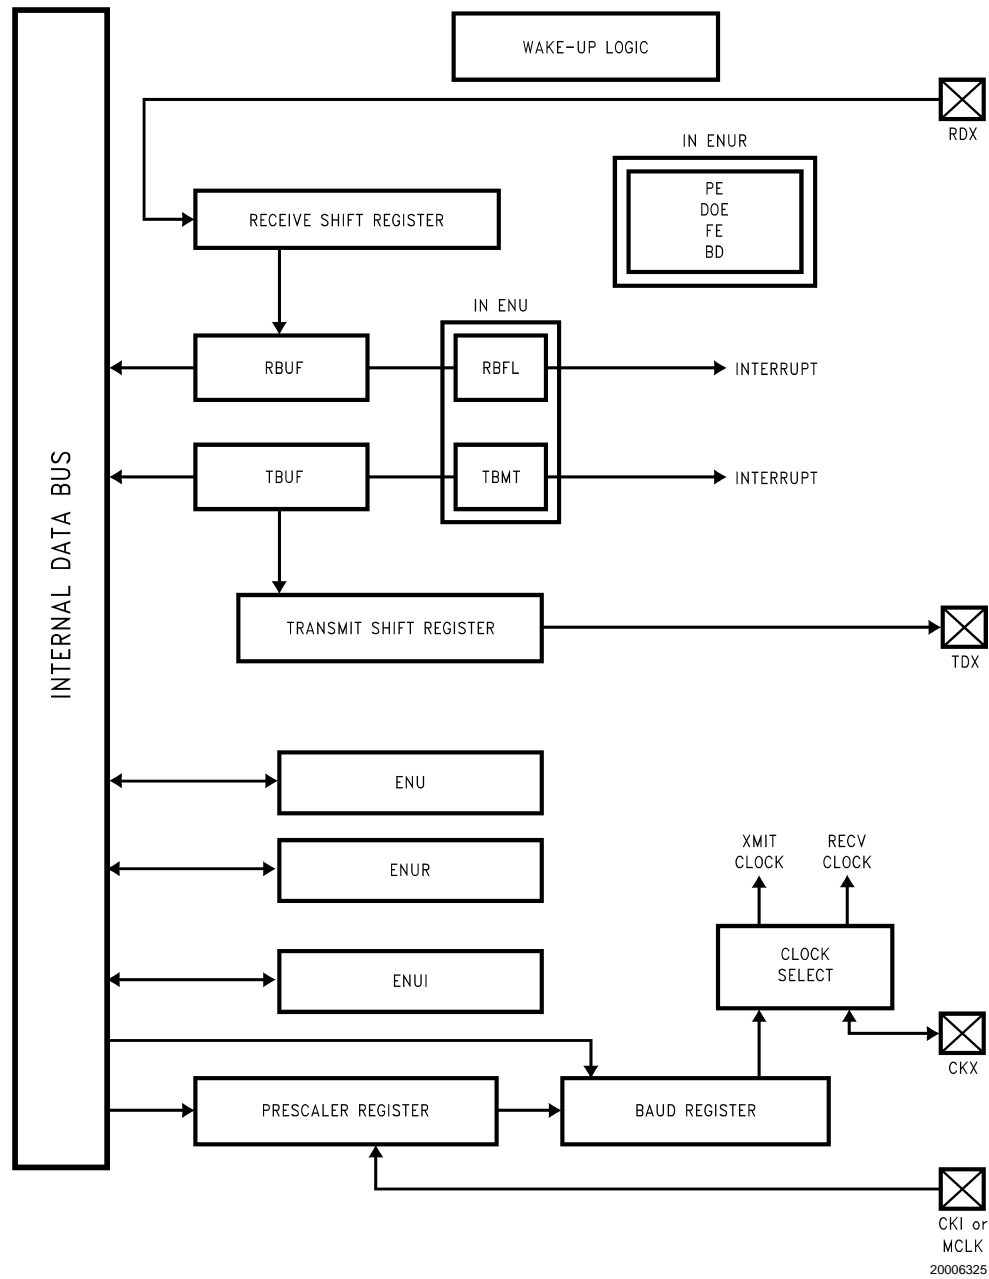 WAKE-UP LOGIC
RDX
IN ENUR
PE
DOE
FE
BD
RECEIVE SHIFT REGISTER
IN ENU
RBUF
RBFL
INTERRUPT
TBUF
TBMT
INTERRUPT
INTERNAL DATA BUS
TRANSMIT SHIFT REGISTER
TDX
ENU
XMIT
CLOCK
RECV
CLOCK
ENUR
CLOCK
SELECT
ENUI
CKX
PRESCALER REGISTER
BAUD REGISTER
CKI or
MCLK
20006325